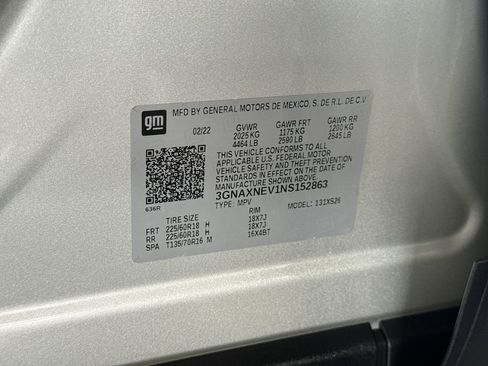 gm
MFD BY GENERAL MOTORS DE MEXICO, S. DE R.L. DE C.V
02/22 GVWR GAWR FRT GAWR RR
2025 KG 1175 KG 1200 KG
4464 LB 2590 LB 2645 LB
THIS VEHICLE CONFORMS TO ALL
APPLICABLE U.S. FEDERAL MOTOR
VEHICLE SAFETY AND THEFT PREVENTION
STANDARDS IN EFFECT ON THE DATE OF
MANUFACTURE SHOWN ABOVE.
3GNAXNEV1NS152863
TYPE: MPV MODEL: 131XS26
636R
TIRE SIZE RIM
FRT 225/60R18 H 18X7J
RR 225/60R18 H 18X7J
SPA T135/70R16 M 16X4BT